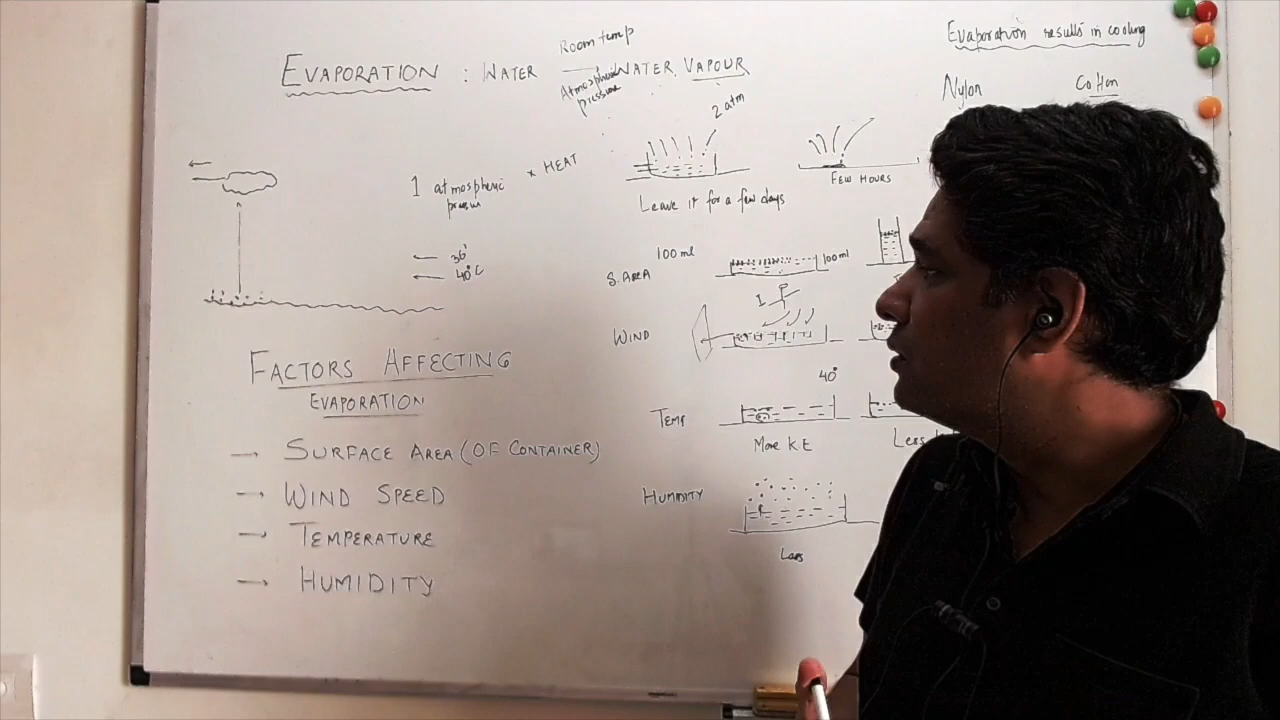 Evaporation results in cooling
Nylon Cotton
EVAPORATION : WATER Room temp WATER VAPOUR
Atmospheric
pressure
2 atm
1 atmospheric × HEAT
FEW HOURS
Leave it for a few days
36°
40°C
S. AREA 100 ml 100 ml
WIND
FACTORS AFFECTING
EVAPORATION
→ SURFACE AREA (OF CONTAINER)
→ WIND SPEED
→ TEMPERATURE
→ HUMIDITY
40°
TEMP
More K E Less
HUMIDITY